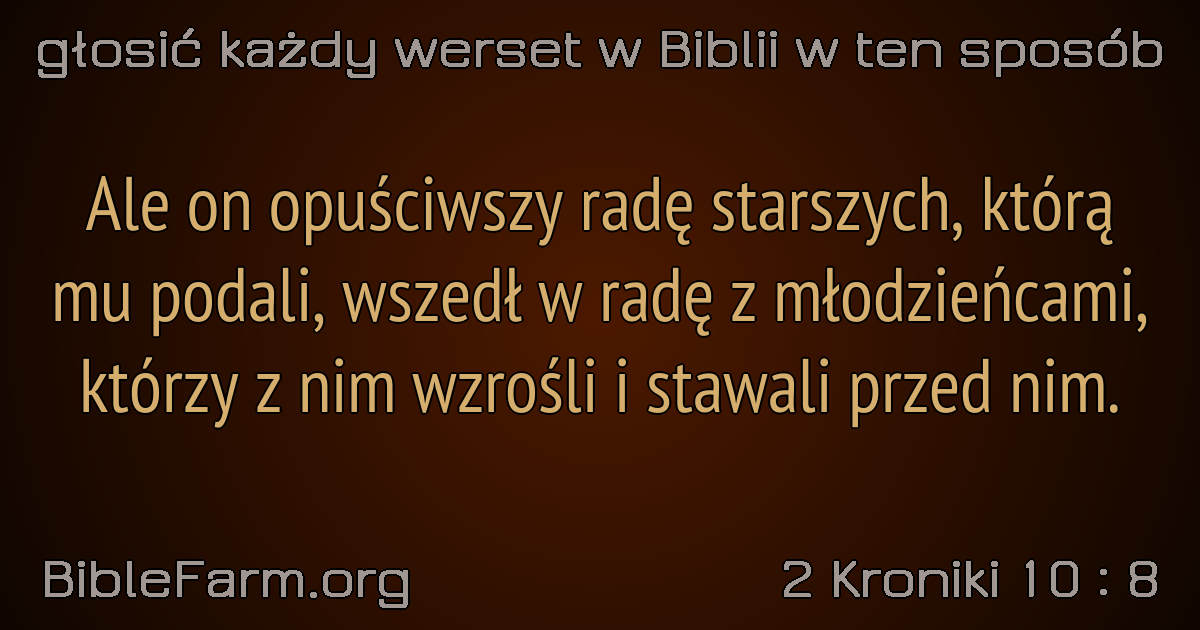 głosić każdy werset w Biblii w ten sposób
Ale on opuściwszy radę starszych, którą
mu podali, wszedł w radę z młodzieńcami,
którzy z nim wzrośli i stawali przed nim.
BibleFarm.org
2 Kroniki 10 : 8